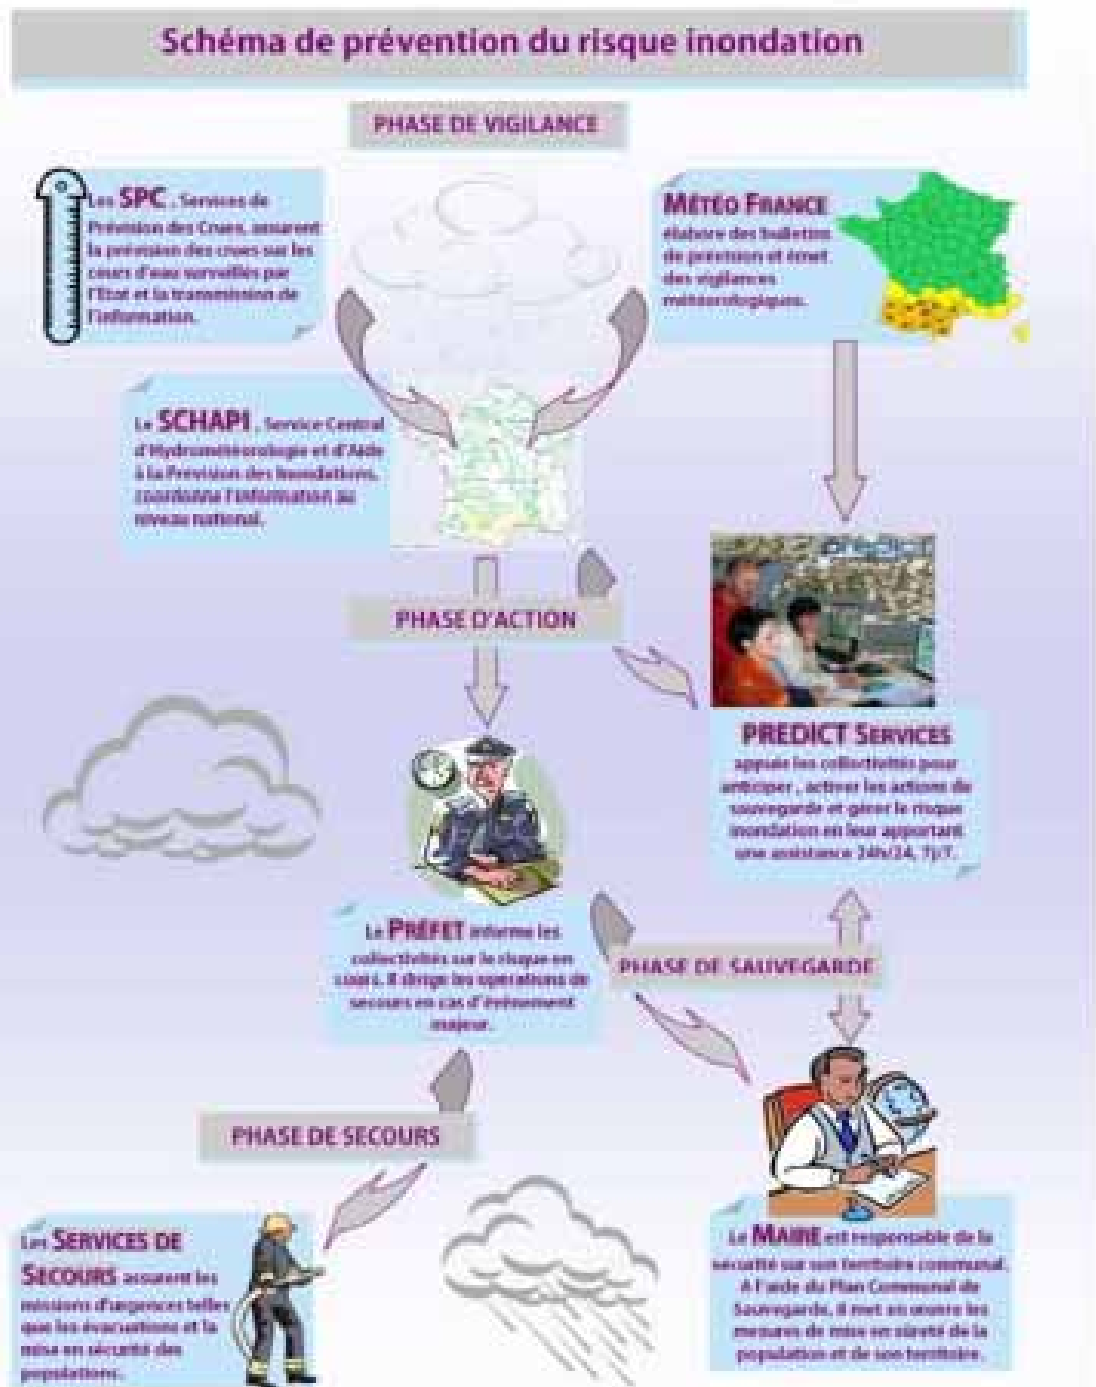 Schéma de prévention du risque inondation
PHASE DE VIGILANCE
Les SPC, Services de
Prévision des Crues, assurent
la prévision des crues sur les
cours d'eau surveillés par
l'Etat et la transmission de
l'information.
MÉTÉO FRANCE
élabore des bulletins
de prévision et émet
des vigilances
météorologiques.
Le SCHAPI, Service Central
d'Hydrométéorologie et d'Aide
à la Prévision des Inondations,
coordonne l'information au
niveau national.
PHASE D'ACTION
predict
PREDICT SERVICES
appuie les collectivités pour
anticiper, activer les actions de
sauvegarde et gérer le risque
inondation en leur apportant
une assistance 24h/24, 7j/7.
Le PRÉFET informe les
collectivités sur le risque en
cours. Il dirige les opérations de
secours en cas d'évènement
majeur.
PHASE DE SAUVEGARDE
PHASE DE SECOURS
Les SERVICES DE
SECOURS assurent les
missions d'urgences telles
que les évacuations et la
mise en sécurité des
populations.
Le MAIRE est responsable de la
sécurité sur son territoire communal.
A l'aide du Plan Communal de
Sauvegarde, il met en œuvre les
mesures de mise en sûreté de la
population et de son territoire.